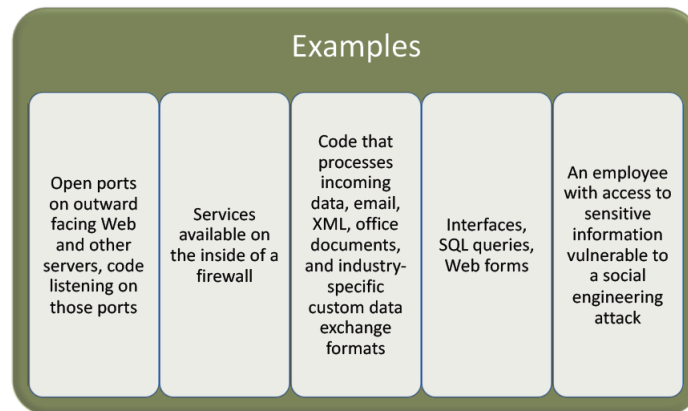 Examples
Open ports
on outward
facing Web
and other
servers, code
listening on
those ports
Services
available on
the inside of a
firewall
Code that
processes
incoming
data, email,
XML, office
documents,
and industry-
specific
custom data
exchange
formats
Interfaces,
SQL queries,
Web forms
An employee
with access to
sensitive
information
vulnerable to
a social
engineering
attack